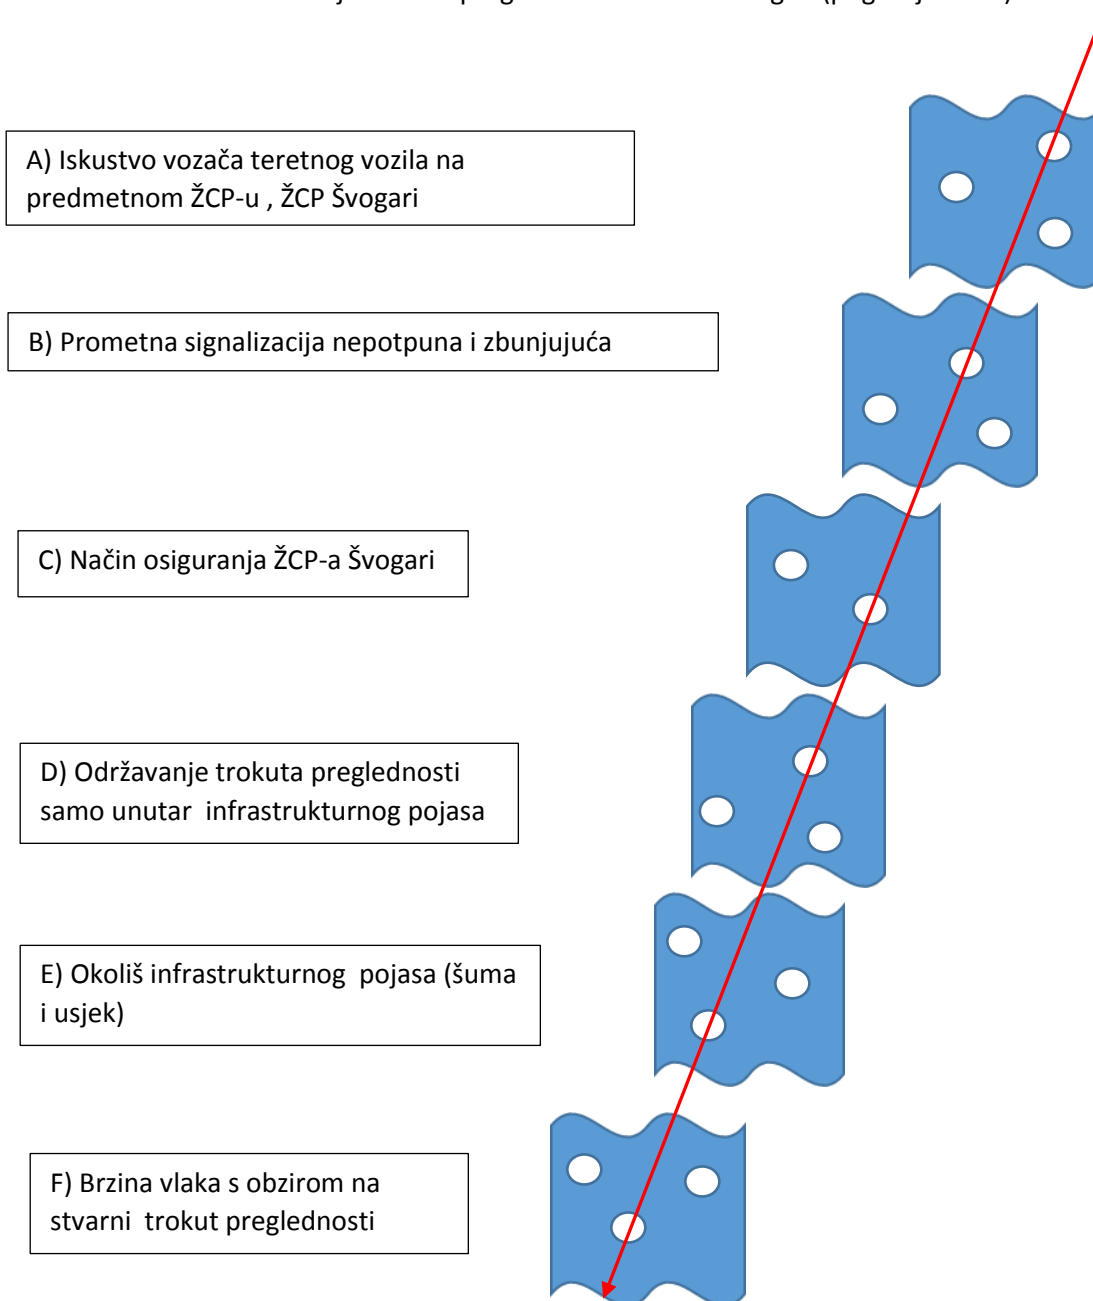 A) Iskustvo vozača teretnog vozila na
predmetnom ŽCP-u , ŽCP Švogari
B) Prometna signalizacija nepotpuna i zbunjujuća
C) Način osiguranja ŽCP-a Švogari
D) Održavanje trokuta preglednosti
samo unutar infrastrukturnog pojasa
E) Okoliš infrastrukturnog pojasa (šuma
i usjek)
F) Brzina vlaka s obzirom na
stvarni trokut preglednosti